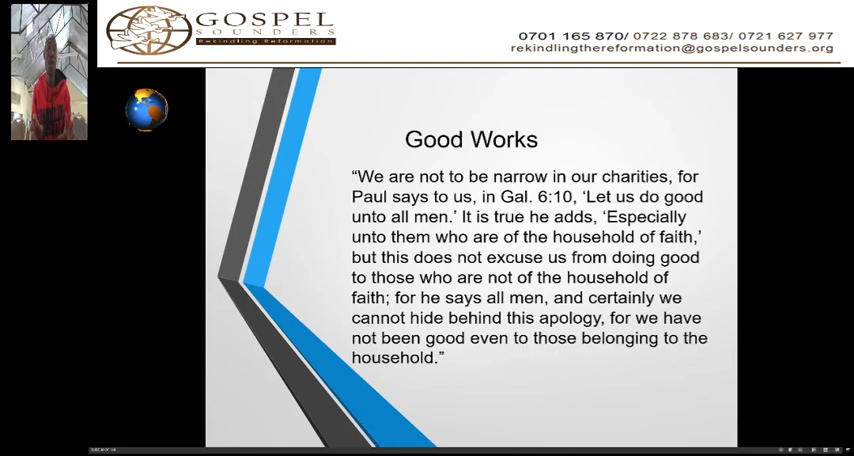 GOSPEL
SOUNDERS
Rekindling Reformation
0701 165 870/ 0722 878 683/ 0721 627 977
rekindlingthereformation@gospelsounders.org
Good Works
“We are not to be narrow in our charities, for
Paul says to us, in Gal. 6:10, ‘Let us do good
unto all men.’ It is true he adds, ‘Especially
unto them who are of the household of faith,’
but this does not excuse us from doing good
to those who are not of the household of
faith; for he says all men, and certainly we
cannot hide behind this apology, for we have
not been good even to those belonging to the
household.”